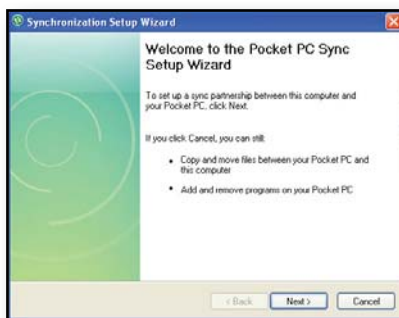 Synchronization Setup Wizard
Welcome to the Pocket PC Sync
Setup Wizard
To set up a sync partnership between this computer and
your Pocket PC, click Next.
If you click Cancel, you can still:
• Copy and move files between your Pocket PC and
this computer
• Add and remove programs on your Pocket PC
< Back Next > Cancel